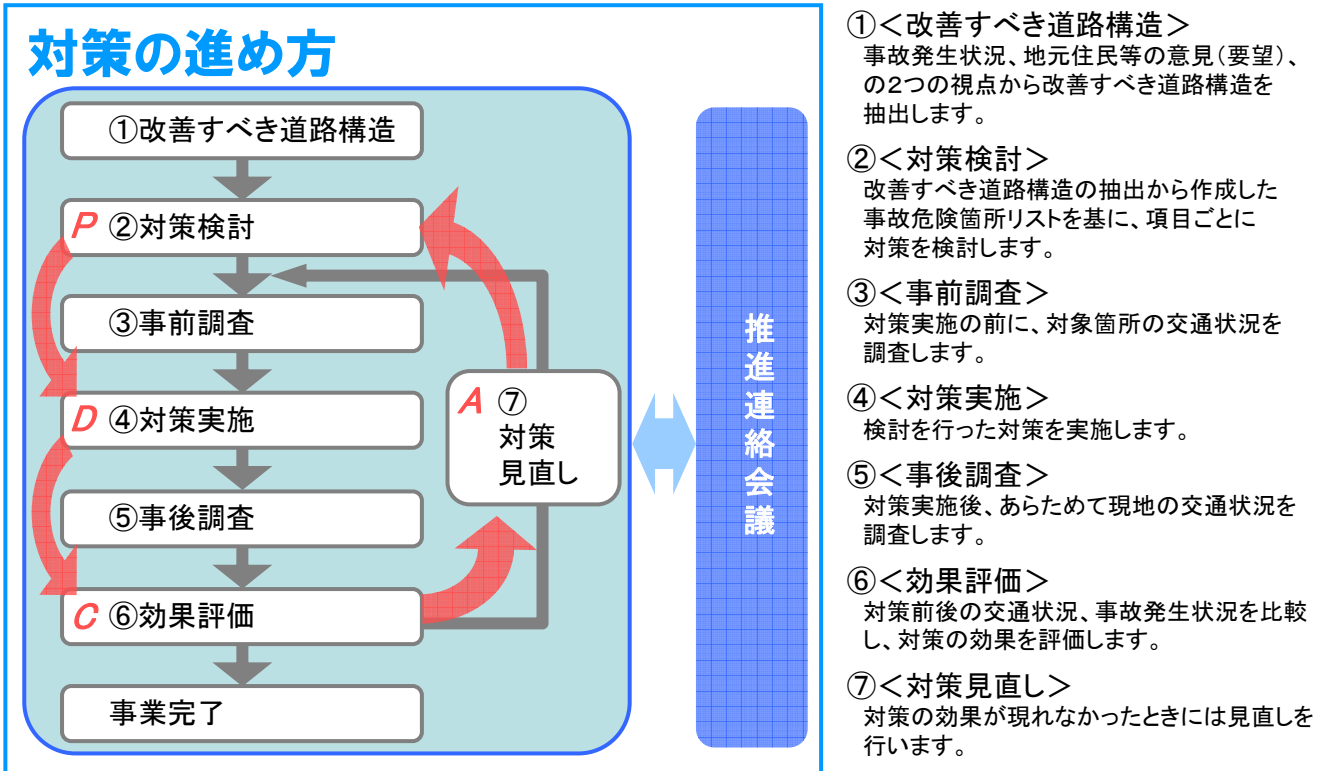 対策の進め方
①改善すべき道路構造
P ②対策検討
③事前調査
D ④対策実施
⑤事後調査
C ⑥効果評価
事業完了
A ⑦
対策
見直し
推進連絡会議
①＜改善すべき道路構造＞
事故発生状況、地元住民等の意見（要望）、
の２つの視点から改善すべき道路構造を
抽出します。
②＜対策検討＞
改善すべき道路構造の抽出から作成した
事故危険箇所リストを基に、項目ごとに
対策を検討します。
③＜事前調査＞
対策実施の前に、対象箇所の交通状況を
調査します。
④＜対策実施＞
検討を行った対策を実施します。
⑤＜事後調査＞
対策実施後、あらためて現地の交通状況を
調査します。
⑥＜効果評価＞
対策前後の交通状況、事故発生状況を比較
し、対策の効果を評価します。
⑦＜対策見直し＞
対策の効果が現れなかったときには見直しを
行います。